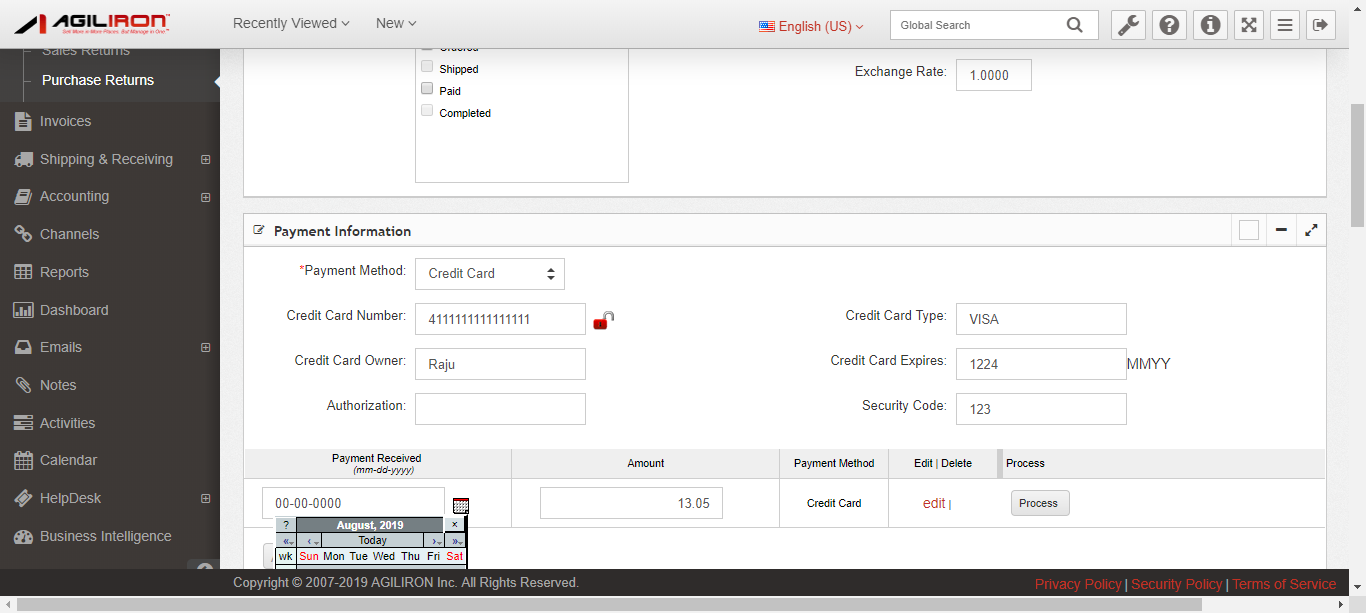 AGILIRON
Sell More in More Places, But Manage in One™
Recently Viewed
New
English (US)
Global Search
Sales Returns
Purchase Returns
Invoices
Shipping & Receiving
Accounting
Channels
Reports
Dashboard
Emails
Notes
Activities
Calendar
HelpDesk
Business Intelligence
Ordered
Shipped
Paid
Completed
Exchange Rate: 1.0000
Payment Information
*Payment Method: Credit Card
Credit Card Number: 4111111111111111 Credit Card Type: VISA
Credit Card Owner: Raju Credit Card Expires: 1224 MMYY
Authorization: Security Code: 123
Payment Received
(mm-dd-yyyy)
Amount
Payment Method
Edit | Delete
Process
00-00-0000
13.05
Credit Card
edit |
Process
? August, 2019 ×
« ‹ Today › »
wk Sun Mon Tue Wed Thu Fri Sat
Copyright © 2007-2019 AGILIRON Inc. All Rights Reserved.
Privacy Policy | Security Policy | Terms of Service